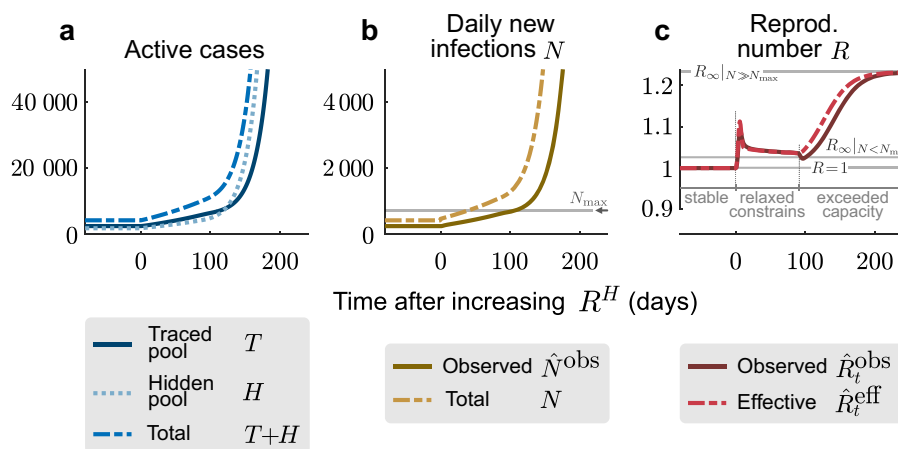 a
Active cases
40 000
20 000
0
0
100
200
b
Daily new
infections N
4 000
2 000
0
N_max
0
100
200
c
Reprod.
number R
1.2
1.1
1
0.9
R_∞|_{N≫N_max}
R_∞|_{N<N_m
R=1
stable
relaxed
constrains
exceeded
capacity
0
100
200
Time after increasing R^H (days)
Traced
pool T
Hidden
pool H
Total T+H
Observed N̂^obs
Total N
Observed R̂_t^obs
Effective R̂_t^eff